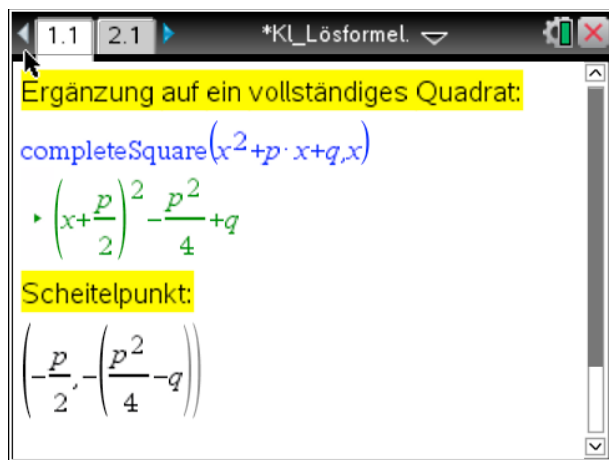 1.1 2.1 *Kl_Lösformel.
Ergänzung auf ein vollständiges Quadrat:
completeSquare(x²+p·x+q,x)
▸ (x+p/2)²−p²/4+q
Scheitelpunkt:
(−p/2,−(p²/4−q))